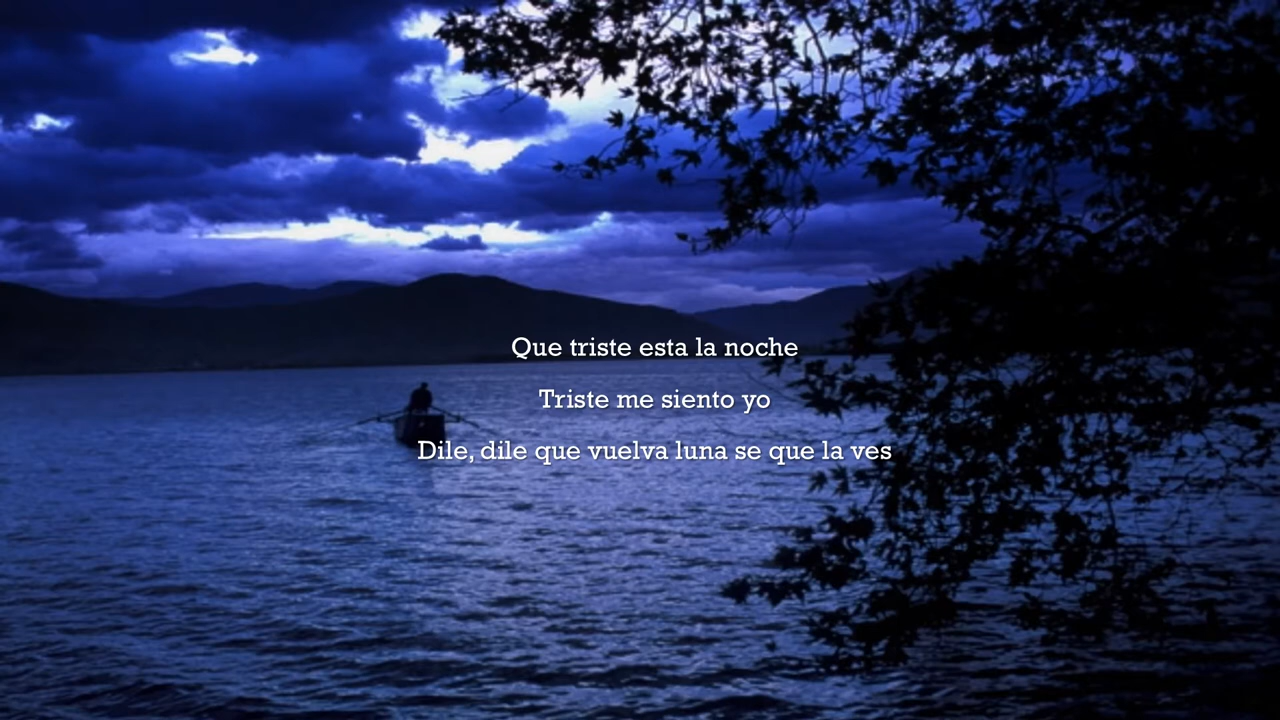 Que triste esta la noche
Triste me siento yo
Dile, dile que vuelva luna se que la ves